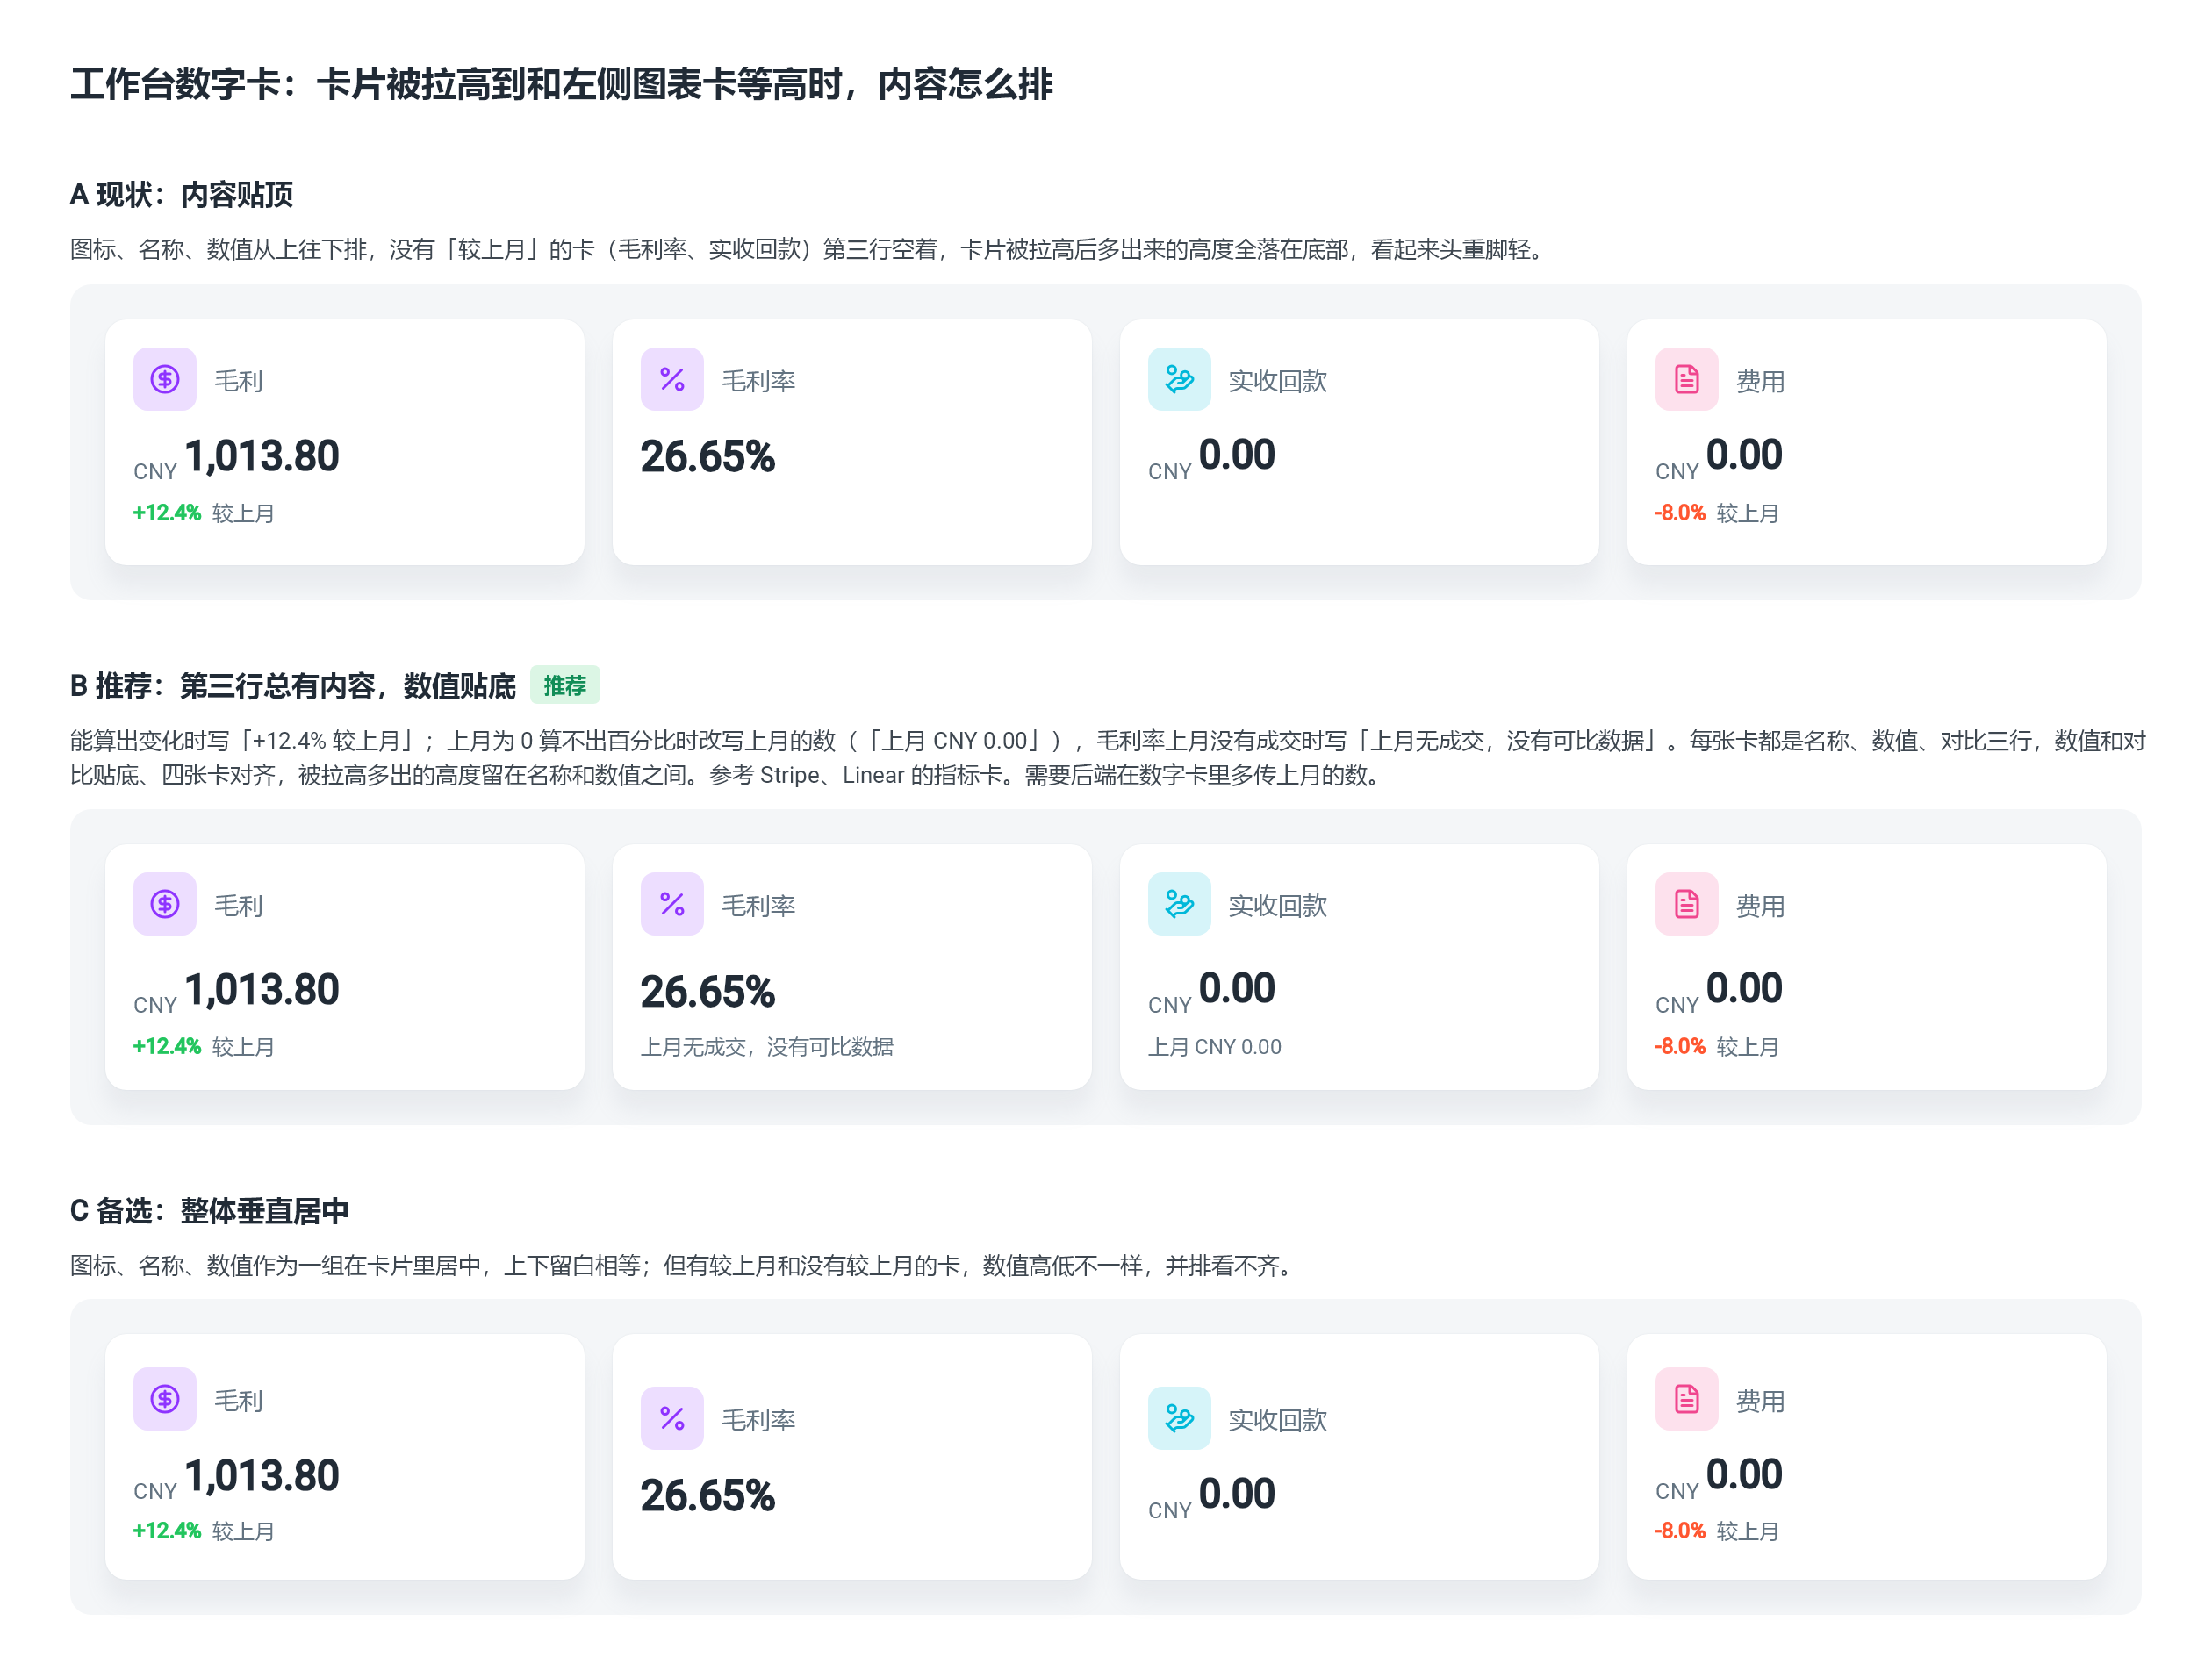 工作台数字卡：卡片被拉高到和左侧图表卡等高时，内容怎么排
A 现状：内容贴顶
图标、名称、数值从上往下排，没有「较上月」的卡（毛利率、实收回款）第三行空着，卡片被拉高后多出来的高度全落在底部，看起来头重脚轻。
毛利
毛利率
实收回款
费用
CNY 1,013.80
26.65%
CNY 0.00
CNY 0.00
+12.4% 较上月
-8.0% 较上月
B 推荐：第三行总有内容，数值贴底 推荐
能算出变化时写「+12.4% 较上月」；上月为 0 算不出百分比时改写上月的数（「上月 CNY 0.00」），毛利率上月没有成交时写「上月无成交，没有可比数据」。每张卡都是名称、数值、对比三行，数值和对
比贴底、四张卡对齐，被拉高多出的高度留在名称和数值之间。参考 Stripe、Linear 的指标卡。需要后端在数字卡里多传上月的数。
毛利
毛利率
实收回款
费用
CNY 1,013.80
26.65%
CNY 0.00
CNY 0.00
+12.4% 较上月
上月无成交，没有可比数据
上月 CNY 0.00
-8.0% 较上月
C 备选：整体垂直居中
图标、名称、数值作为一组在卡片里居中，上下留白相等；但有较上月和没有较上月的卡，数值高低不一样，并排看不齐。
毛利
毛利率
实收回款
费用
CNY 1,013.80
26.65%
CNY 0.00
CNY 0.00
+12.4% 较上月
-8.0% 较上月